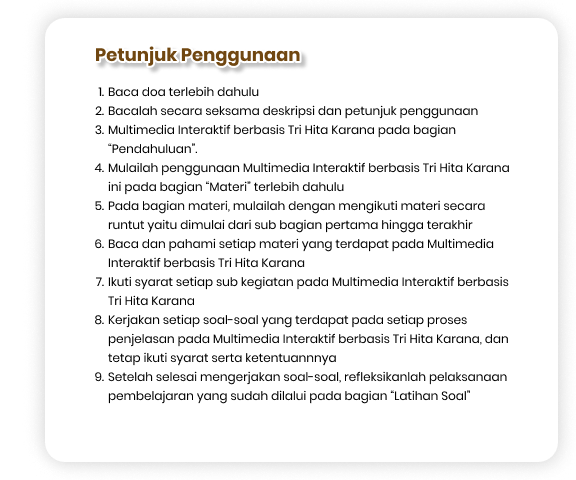 Petunjuk Penggunaan
1. Baca doa terlebih dahulu
2. Bacalah secara seksama deskripsi dan petunjuk penggunaan
3. Multimedia Interaktif berbasis Tri Hita Karana pada bagian
“Pendahuluan”.
4. Mulailah penggunaan Multimedia Interaktif berbasis Tri Hita Karana
ini pada bagian “Materi” terlebih dahulu
5. Pada bagian materi, mulailah dengan mengikuti materi secara
runtut yaitu dimulai dari sub bagian pertama hingga terakhir
6. Baca dan pahami setiap materi yang terdapat pada Multimedia
Interaktif berbasis Tri Hita Karana
7. Ikuti syarat setiap sub kegiatan pada Multimedia Interaktif berbasis
Tri Hita Karana
8. Kerjakan setiap soal-soal yang terdapat pada setiap proses
penjelasan pada Multimedia Interaktif berbasis Tri Hita Karana, dan
tetap ikuti syarat serta ketentuannnya
9. Setelah selesai mengerjakan soal-soal, refleksikanlah pelaksanaan
pembelajaran yang sudah dilalui pada bagian “Latihan Soal”